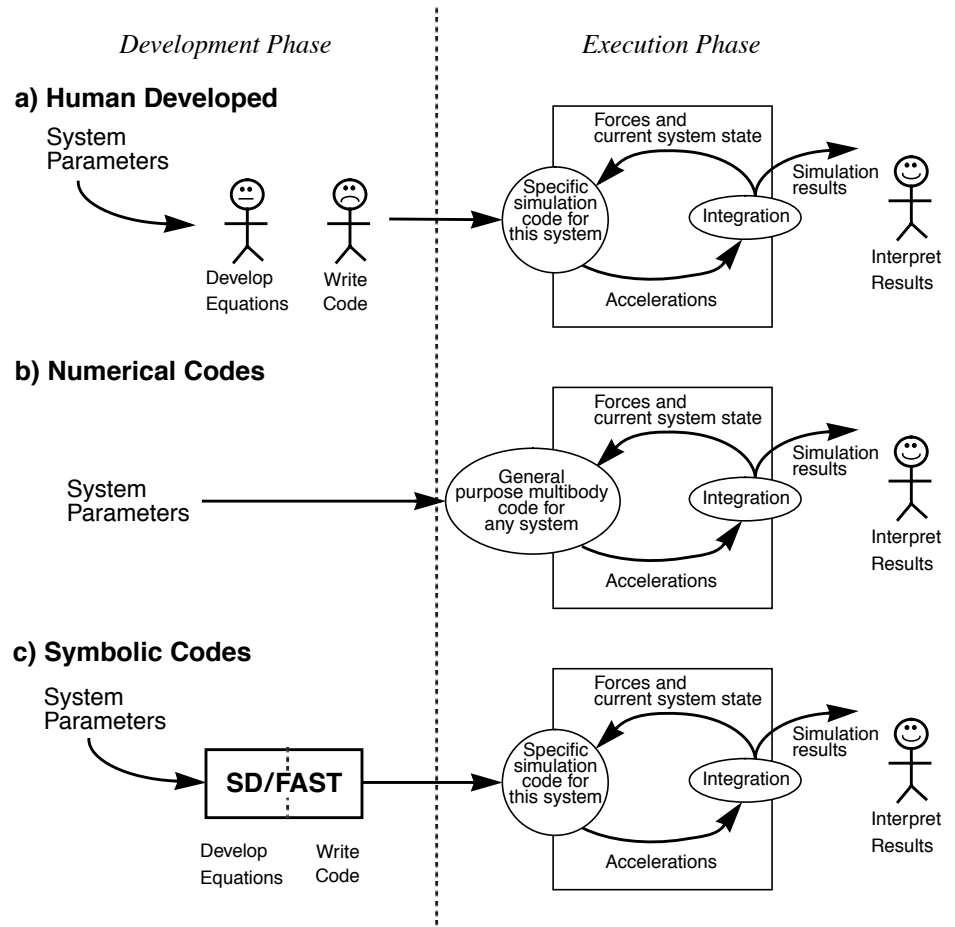 Development Phase
Execution Phase
a) Human Developed
System
Parameters
Develop
Equations
Write
Code
Forces and
current system state
Specific
simulation
code for
this system
Integration
Accelerations
Simulation
results
Interpret
Results
b) Numerical Codes
System
Parameters
Forces and
current system state
General
purpose multibody
code for
any system
Integration
Accelerations
Simulation
results
Interpret
Results
c) Symbolic Codes
System
Parameters
SD/FAST
Develop
Equations
Write
Code
Forces and
current system state
Specific
simulation
code for
this system
Integration
Accelerations
Simulation
results
Interpret
Results